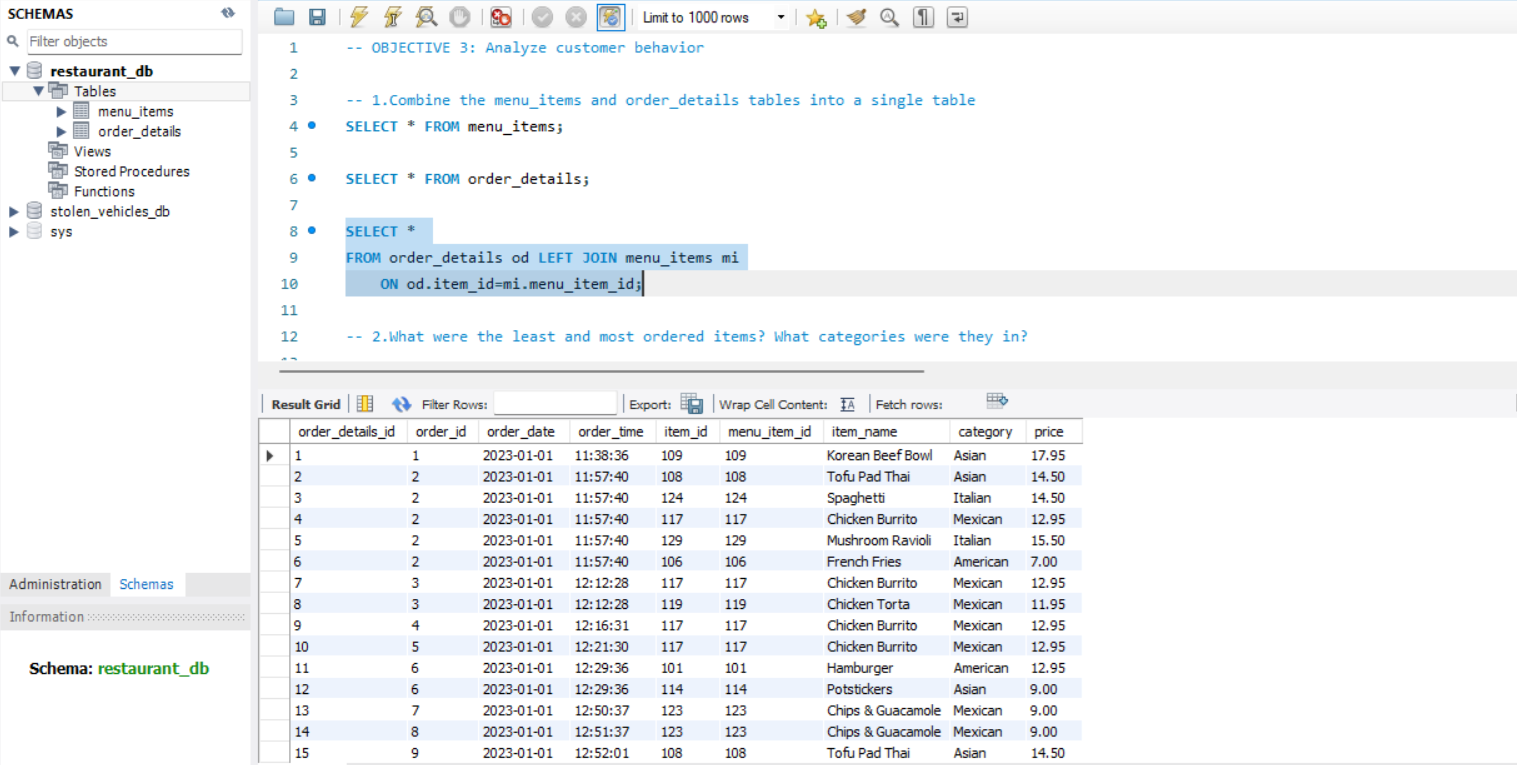 SCHEMAS
Filter objects
restaurant_db
Tables
menu_items
order_details
Views
Stored Procedures
Functions
stolen_vehicles_db
sys
Administration Schemas
Information
Schema: restaurant_db
Limit to 1000 rows
1 -- OBJECTIVE 3: Analyze customer behavior
2
3 -- 1.Combine the menu_items and order_details tables into a single table
4 SELECT * FROM menu_items;
5
6 SELECT * FROM order_details;
7
8 SELECT *
9 FROM order_details od LEFT JOIN menu_items mi
10 ON od.item_id=mi.menu_item_id;
11
12 -- 2.What were the least and most ordered items? What categories were they in?
Result Grid Filter Rows: Export: Wrap Cell Content: IA Fetch rows:
order_details_id order_id order_date order_time item_id menu_item_id item_name category price
1 1 2023-01-01 11:38:36 109 109 Korean Beef Bowl Asian 17.95
2 2 2023-01-01 11:57:40 108 108 Tofu Pad Thai Asian 14.50
3 2 2023-01-01 11:57:40 124 124 Spaghetti Italian 14.50
4 2 2023-01-01 11:57:40 117 117 Chicken Burrito Mexican 12.95
5 2 2023-01-01 11:57:40 129 129 Mushroom Ravioli Italian 15.50
6 2 2023-01-01 11:57:40 106 106 French Fries American 7.00
7 3 2023-01-01 12:12:28 117 117 Chicken Burrito Mexican 12.95
8 3 2023-01-01 12:12:28 119 119 Chicken Torta Mexican 11.95
9 4 2023-01-01 12:16:31 117 117 Chicken Burrito Mexican 12.95
10 5 2023-01-01 12:21:30 117 117 Chicken Burrito Mexican 12.95
11 6 2023-01-01 12:29:36 101 101 Hamburger American 12.95
12 6 2023-01-01 12:29:36 114 114 Potstickers Asian 9.00
13 7 2023-01-01 12:50:37 123 123 Chips & Guacamole Mexican 9.00
14 8 2023-01-01 12:51:37 123 123 Chips & Guacamole Mexican 9.00
15 9 2023-01-01 12:52:01 108 108 Tofu Pad Thai Asian 14.50